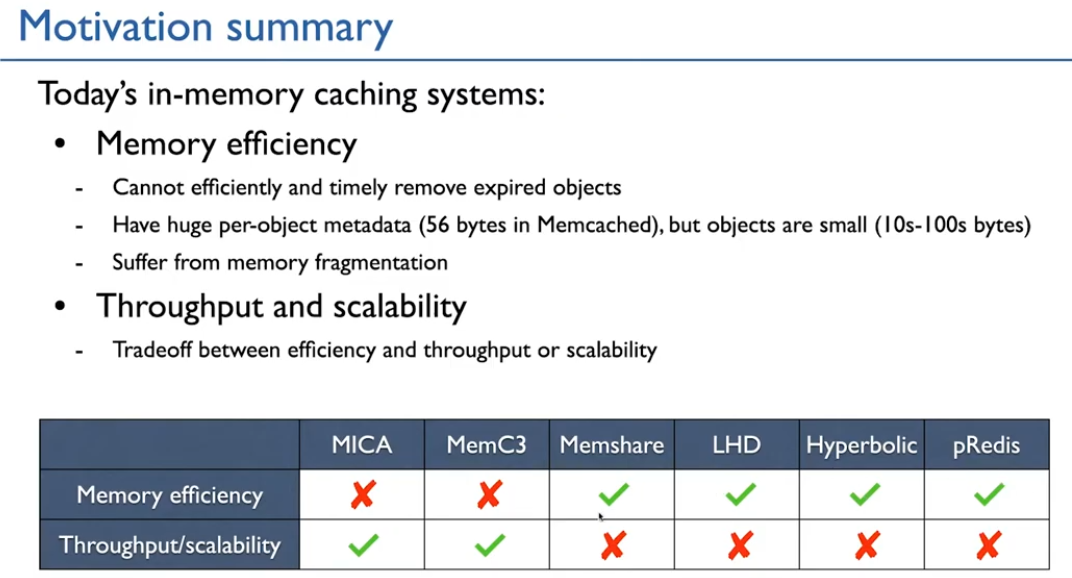 Motivation summary
Today's in-memory caching systems:
• Memory efficiency
- Cannot efficiently and timely remove expired objects
- Have huge per-object metadata (56 bytes in Memcached), but objects are small (10s-100s bytes)
- Suffer from memory fragmentation
• Throughput and scalability
- Tradeoff between efficiency and throughput or scalability
MICA MemC3 Memshare LHD Hyperbolic pRedis
Memory efficiency ✘ ✘ ✓ ✓ ✓ ✓
Throughput/scalability ✓ ✓ ✘ ✘ ✘ ✘